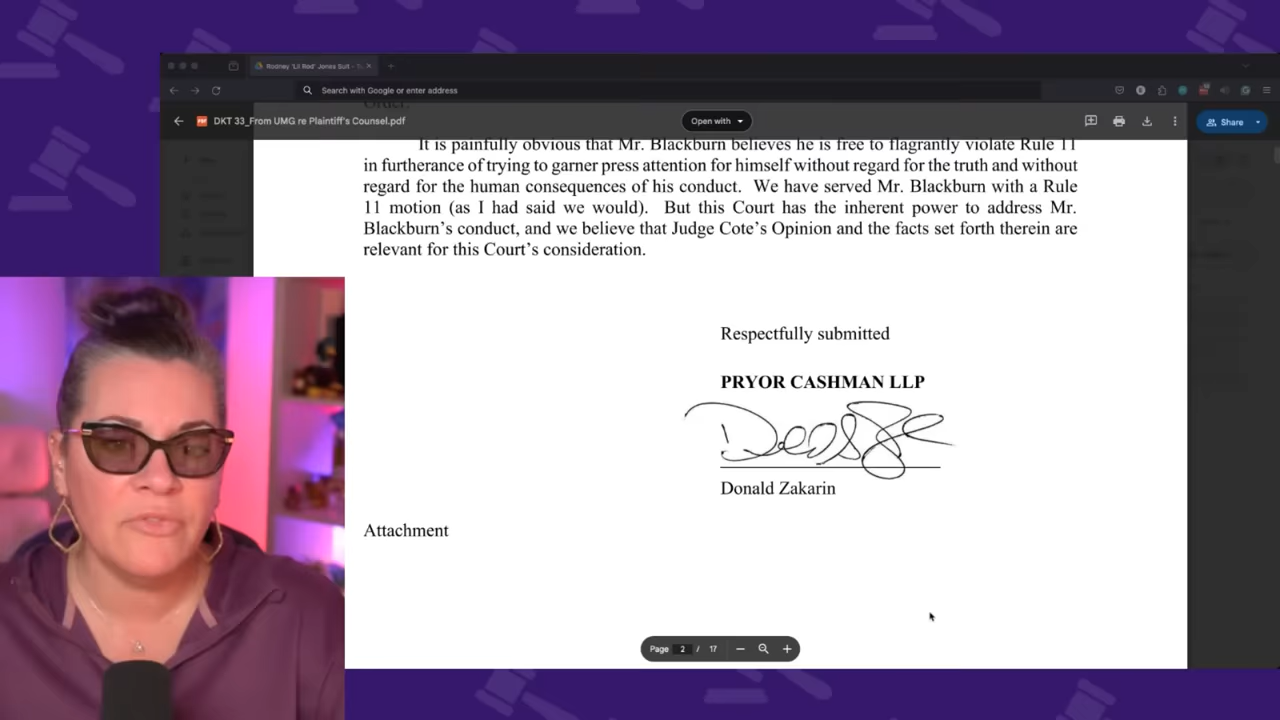 Rodney 'Lil Rod' Jones Suit - 
Search with Google or enter address
Order.
DKT 33_From UMG re Plaintiff's Counsel.pdf
Open with
Share
It is painfully obvious that Mr. Blackburn believes he is free to flagrantly violate Rule 11
in furtherance of trying to garner press attention for himself without regard for the truth and without
regard for the human consequences of his conduct. We have served Mr. Blackburn with a Rule
11 motion (as I had said we would). But this Court has the inherent power to address Mr.
Blackburn's conduct, and we believe that Judge Cote's Opinion and the facts set forth therein are
relevant for this Court's consideration.
Respectfully submitted
PRYOR CASHMAN LLP
Donald Zakarin
Attachment
Page 2 / 17